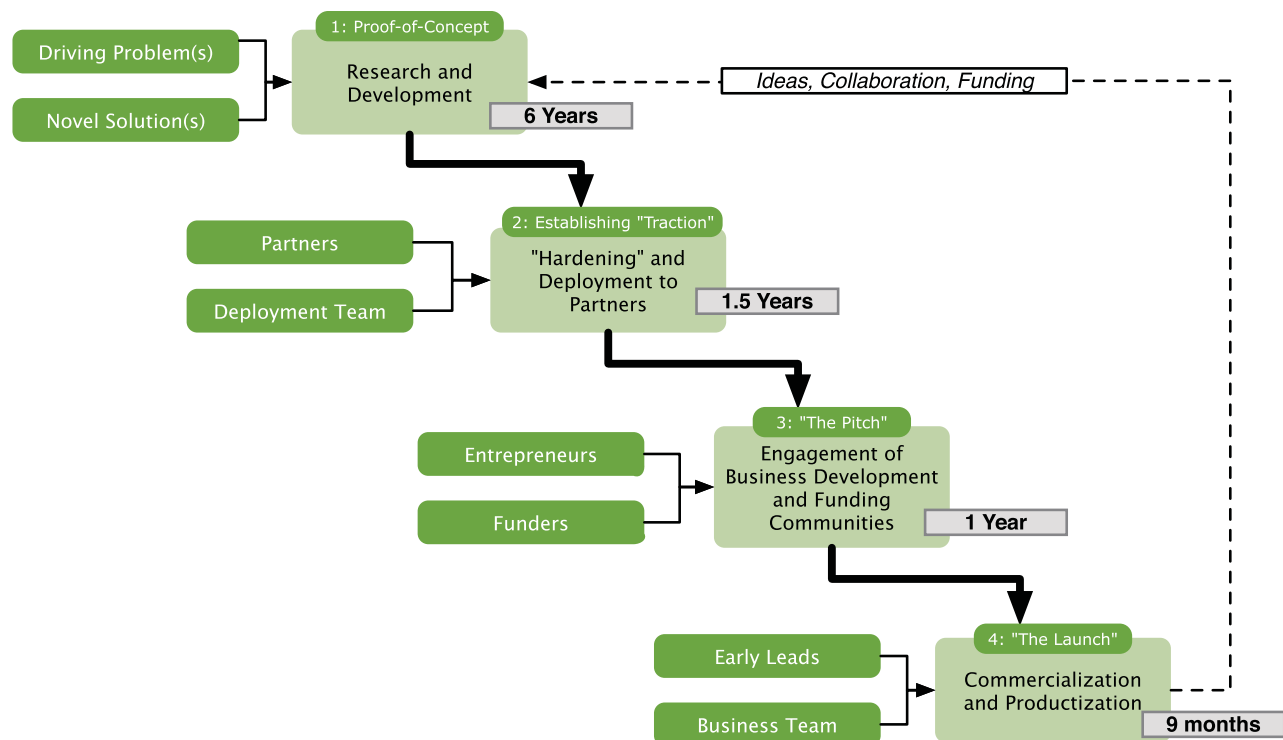 1: Proof-of-Concept
Driving Problem(s)
Novel Solution(s)
Research and
Development
6 Years
Ideas, Collaboration, Funding
2: Establishing "Traction"
Partners
Deployment Team
"Hardening" and
Deployment to
Partners
1.5 Years
3: "The Pitch"
Entrepreneurs
Funders
Engagement of
Business Development
and Funding
Communities
1 Year
4: "The Launch"
Early Leads
Business Team
Commercialization
and Productization
9 months